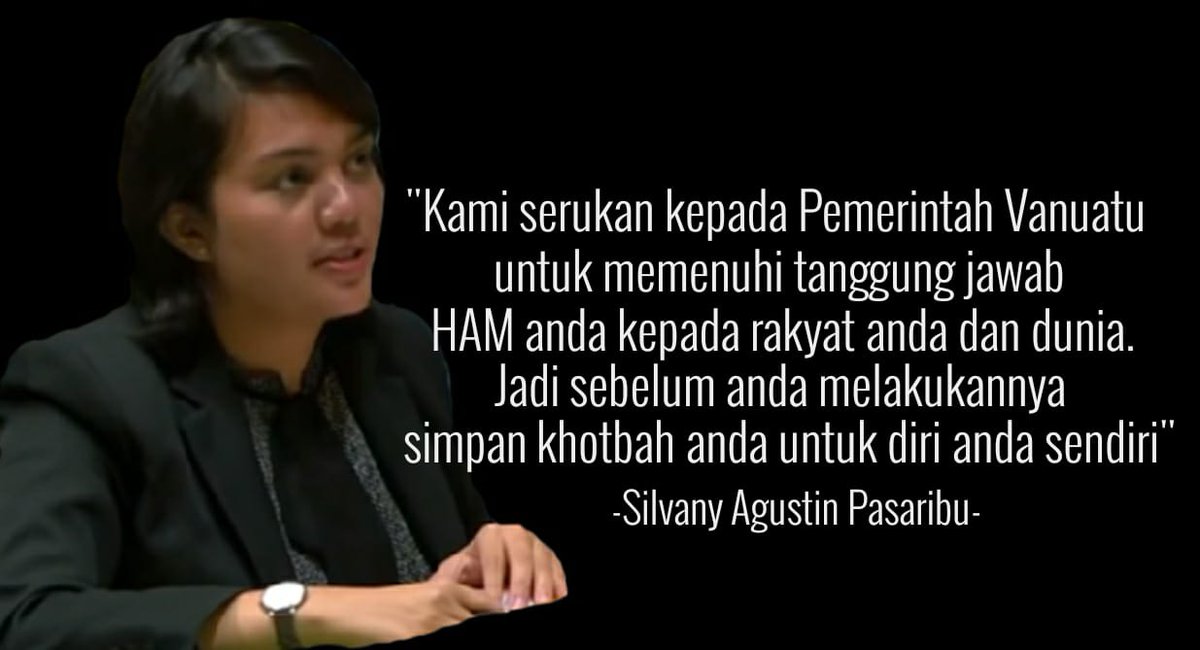 "Kami serukan kepada Pemerintah Vanuatu
untuk memenuhi tanggung jawab
HAM anda kepada rakyat anda dan dunia.
Jadi sebelum anda melakukannya
simpan khotbah anda untuk diri anda sendiri"
-Silvany Agustin Pasaribu-